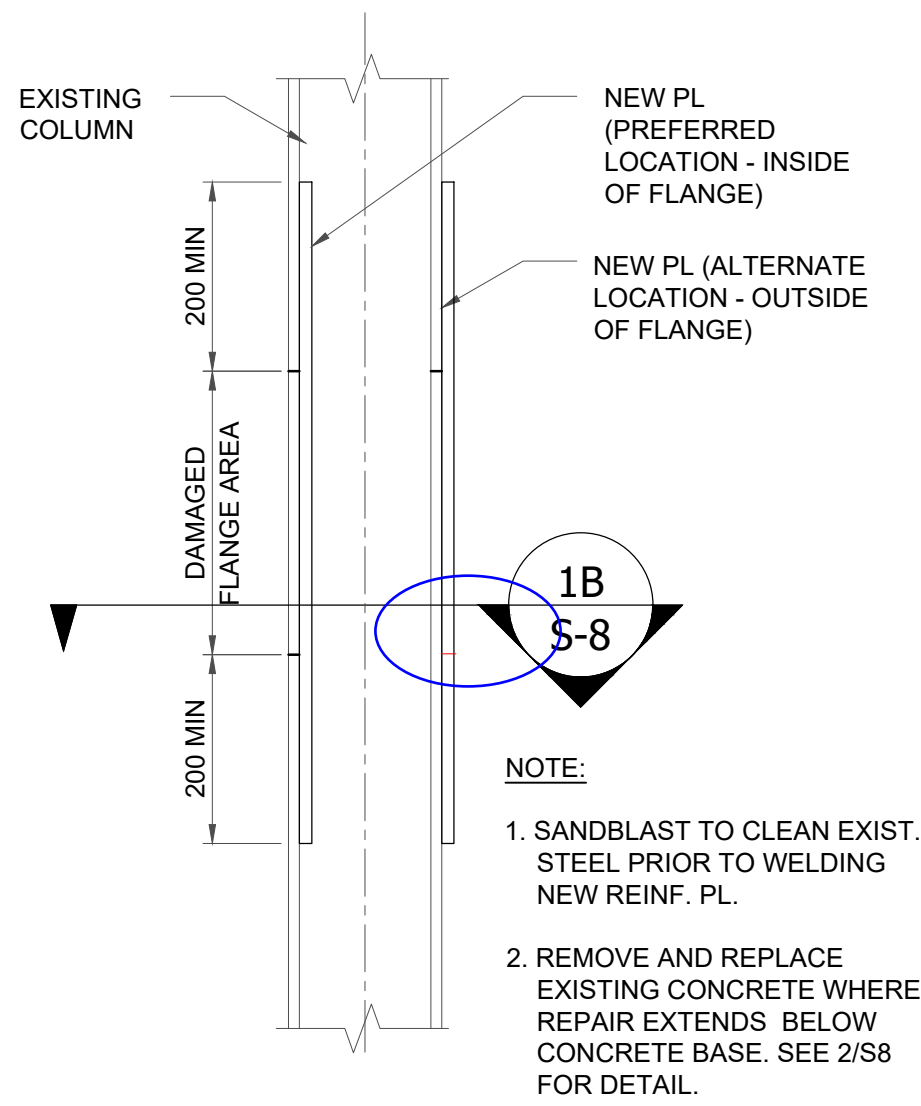 EXISTING
COLUMN
NEW PL
(PREFERRED
LOCATION - INSIDE
OF FLANGE)
NEW PL (ALTERNATE
LOCATION - OUTSIDE
OF FLANGE)
200 MIN
DAMAGED
FLANGE AREA
200 MIN
1B
S-8
NOTE:
1. SANDBLAST TO CLEAN EXIST.
STEEL PRIOR TO WELDING
NEW REINF. PL.
2. REMOVE AND REPLACE
EXISTING CONCRETE WHERE
REPAIR EXTENDS BELOW
CONCRETE BASE. SEE 2/S8
FOR DETAIL.